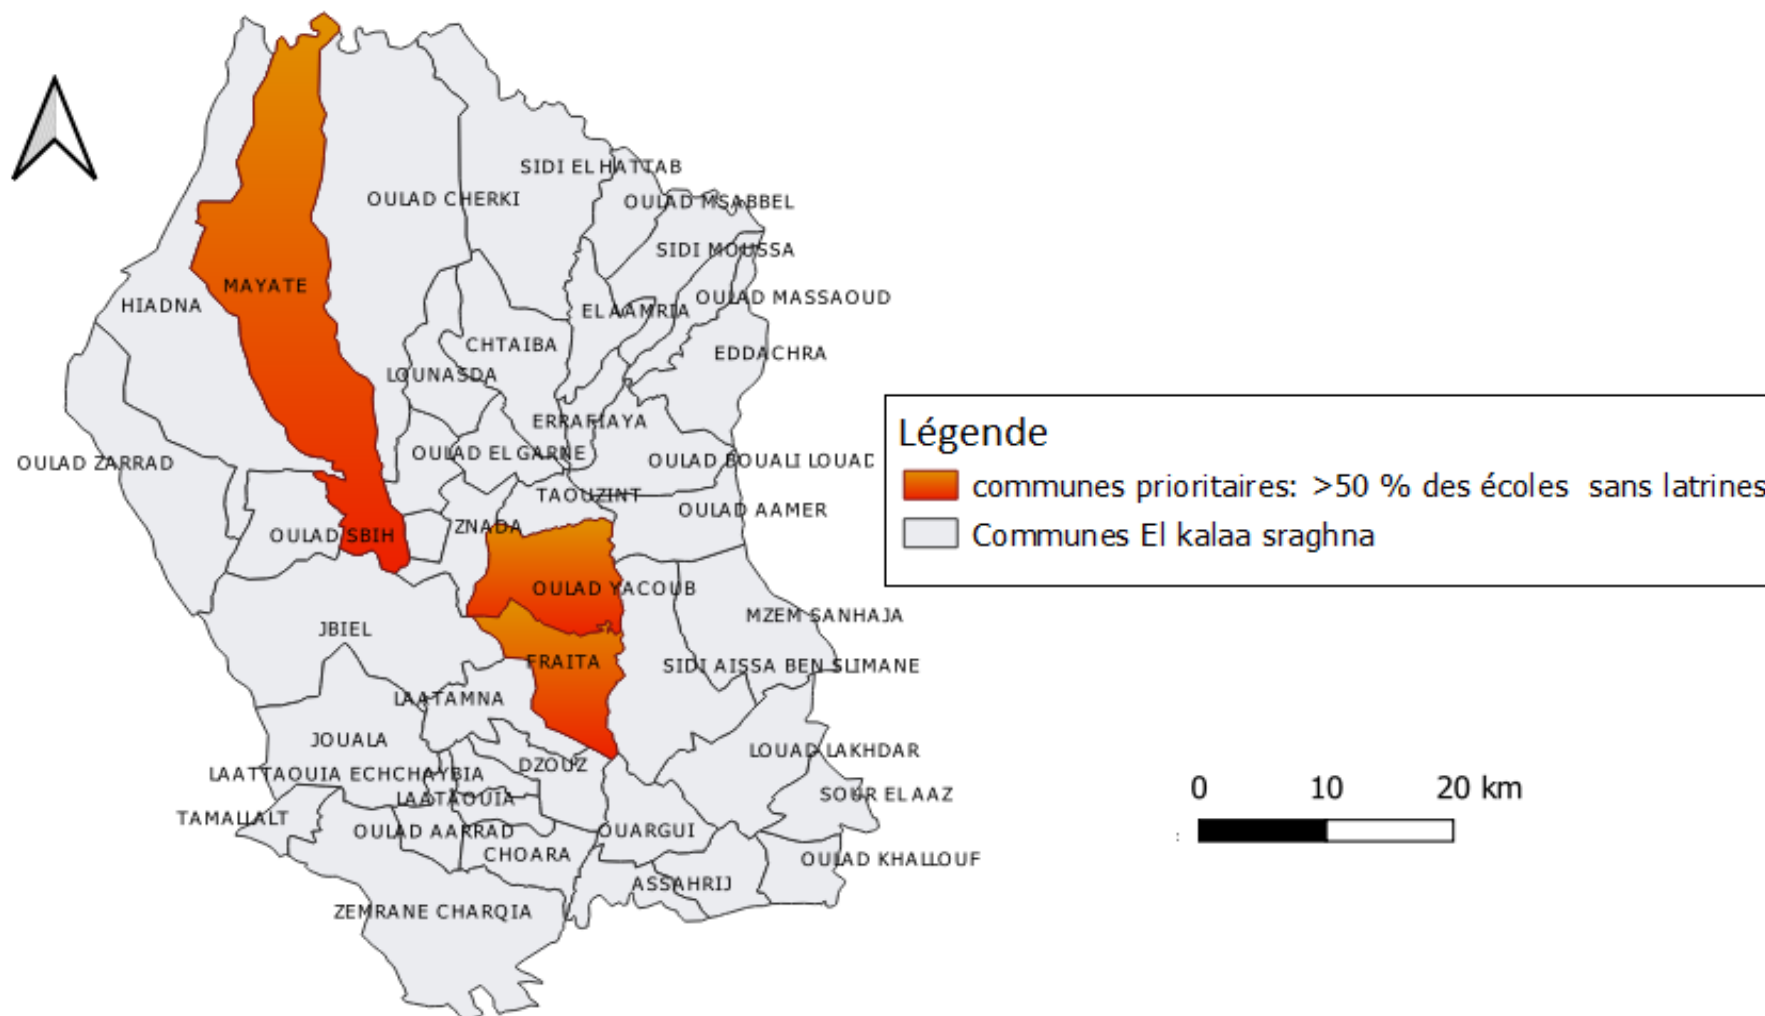 SIDI EL HATTAB
OULAD CHERKI
OULAD MSABBEL
SIDI MOUSSA
MAYATE
HIADNA
OULAD MASSAOUD
EL AAMRIA
CHTAIBA
EDDACHRA
LOUNASDA
ERRAFIAYA
OULAD EL GARNE
OULAD BOUALI LOUAD
OULAD ZARRAD
TAOUZINT
OULAD AAMER
ZNADA
OULAD SBIH
OULAD YACOUB
MZEM SANHAJA
JBIEL
FRAITA
SIDI AISSA BEN SLIMANE
LAATAMNA
JOUALA
LOUAD LAKHDAR
DZOUZ
LAATTAOUIA ECHCHAYBIA
LAATAOUIA
SOUR EL AAZ
TAMALLALT
OULAD AARRAD
OUARGUI
CHOARA
OULAD KHALLOUF
ASSAHRIJ
ZEMRANE CHARQIA
Légende
communes prioritaires: >50 % des écoles sans latrines
Communes El kalaa sraghna
0 10 20 km